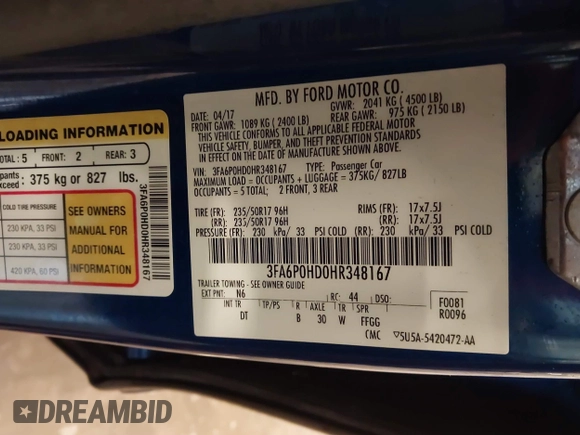 LOADING INFORMATION
TOTAL: 5 FRONT: 2 REAR: 3
375 kg or 827 lbs.
COLD TIRE PRESSURE
230 KPA, 33 PSI
230 KPA, 33 PSI
420 KPA, 60 PSI
SEE OWNERS
MANUAL FOR
ADDITIONAL
INFORMATION
3FA6P0HD0HR348167
MFD. BY FORD MOTOR CO.
DATE: 04/17 GVWR: 2041 KG ( 4500 LB)
FRONT GAWR: 1089 KG ( 2400 LB) REAR GAWR: 975 KG ( 2150 LB)
THIS VEHICLE CONFORMS TO ALL APPLICABLE FEDERAL MOTOR
VEHICLE SAFETY, BUMPER, AND THEFT PREVENTION STANDARDS
IN EFFECT ON THE DATE OF MANUFACTURE SHOWN ABOVE.
VIN: 3FA6P0HD0HR348167 TYPE: Passenger Car
MAXIMUM LOAD = OCCUPANTS + LUGGAGE = 375KG/ 827LB
OCCUPANTS = 5 TOTAL; 2 FRONT, 3 REAR
TIRE (FR): 235/50R17 96H RIMS (FR): 17x7.5J
(RR): 235/50R17 96H (RR): 17x7.5J
PRESSURE (FR): 230 kPa/ 33 PSI COLD (RR): 230 kPa/ 33 PSI COLD
3FA6P0HD0HR348167
TRAILER TOWING - SEE OWNER GUIDE
EXT PNT: N6 RC: 44 DSO: F0081
INT TR TP/PS R AXLE TR SPR R0096
DT B 30 W FFGG
CMC 5U5A-5420472-AA
DREAMBID